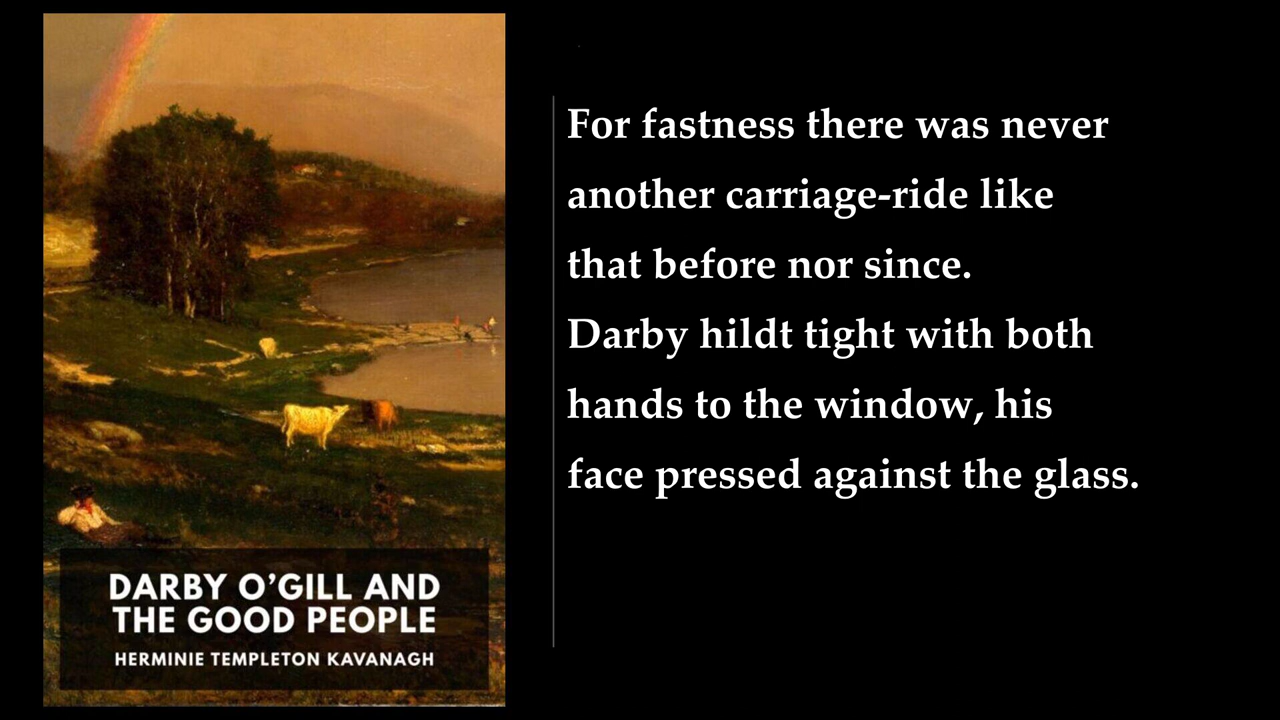 For fastness there was never
another carriage-ride like
that before nor since.
Darby hildt tight with both
hands to the window, his
face pressed against the glass.
DARBY O’GILL AND
THE GOOD PEOPLE
HERMINIE TEMPLETON KAVANAGH